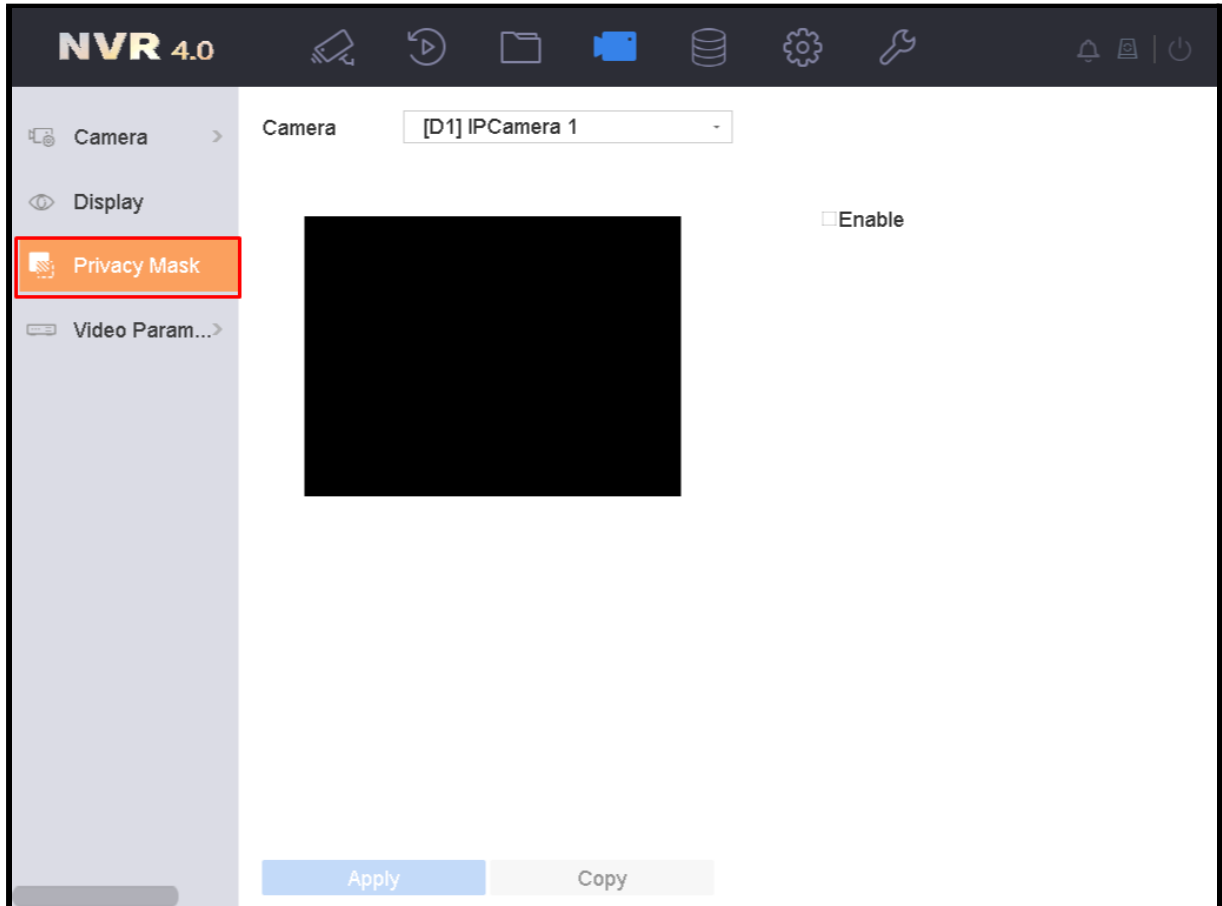 NVR 4.0
Camera
Display
Privacy Mask
Video Param...
Camera [D1] IPCamera 1
Enable
Apply Copy